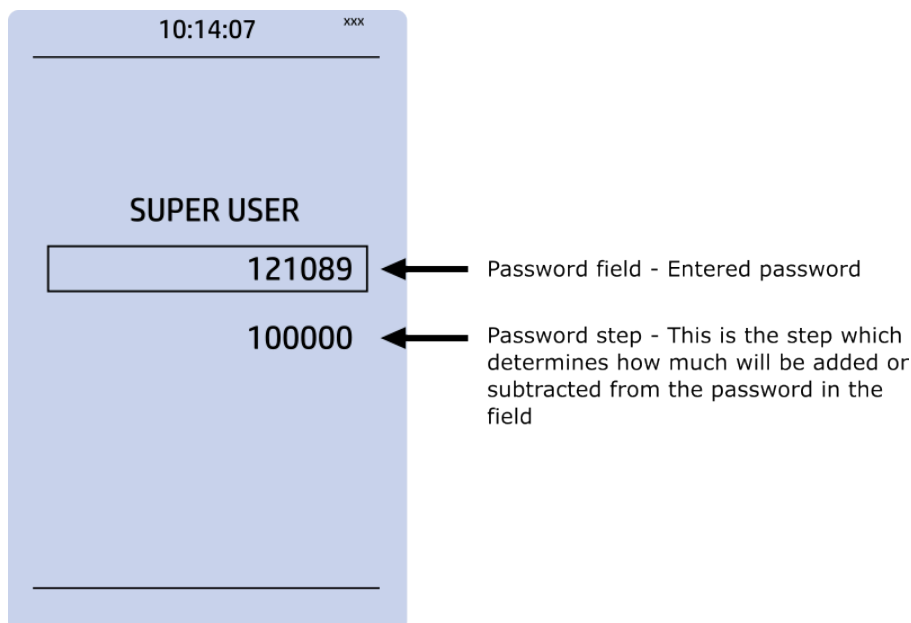 10:14:07 xxx
SUPER USER
121089
Password field - Entered password
100000
Password step - This is the step which
determines how much will be added or
subtracted from the password in the
field